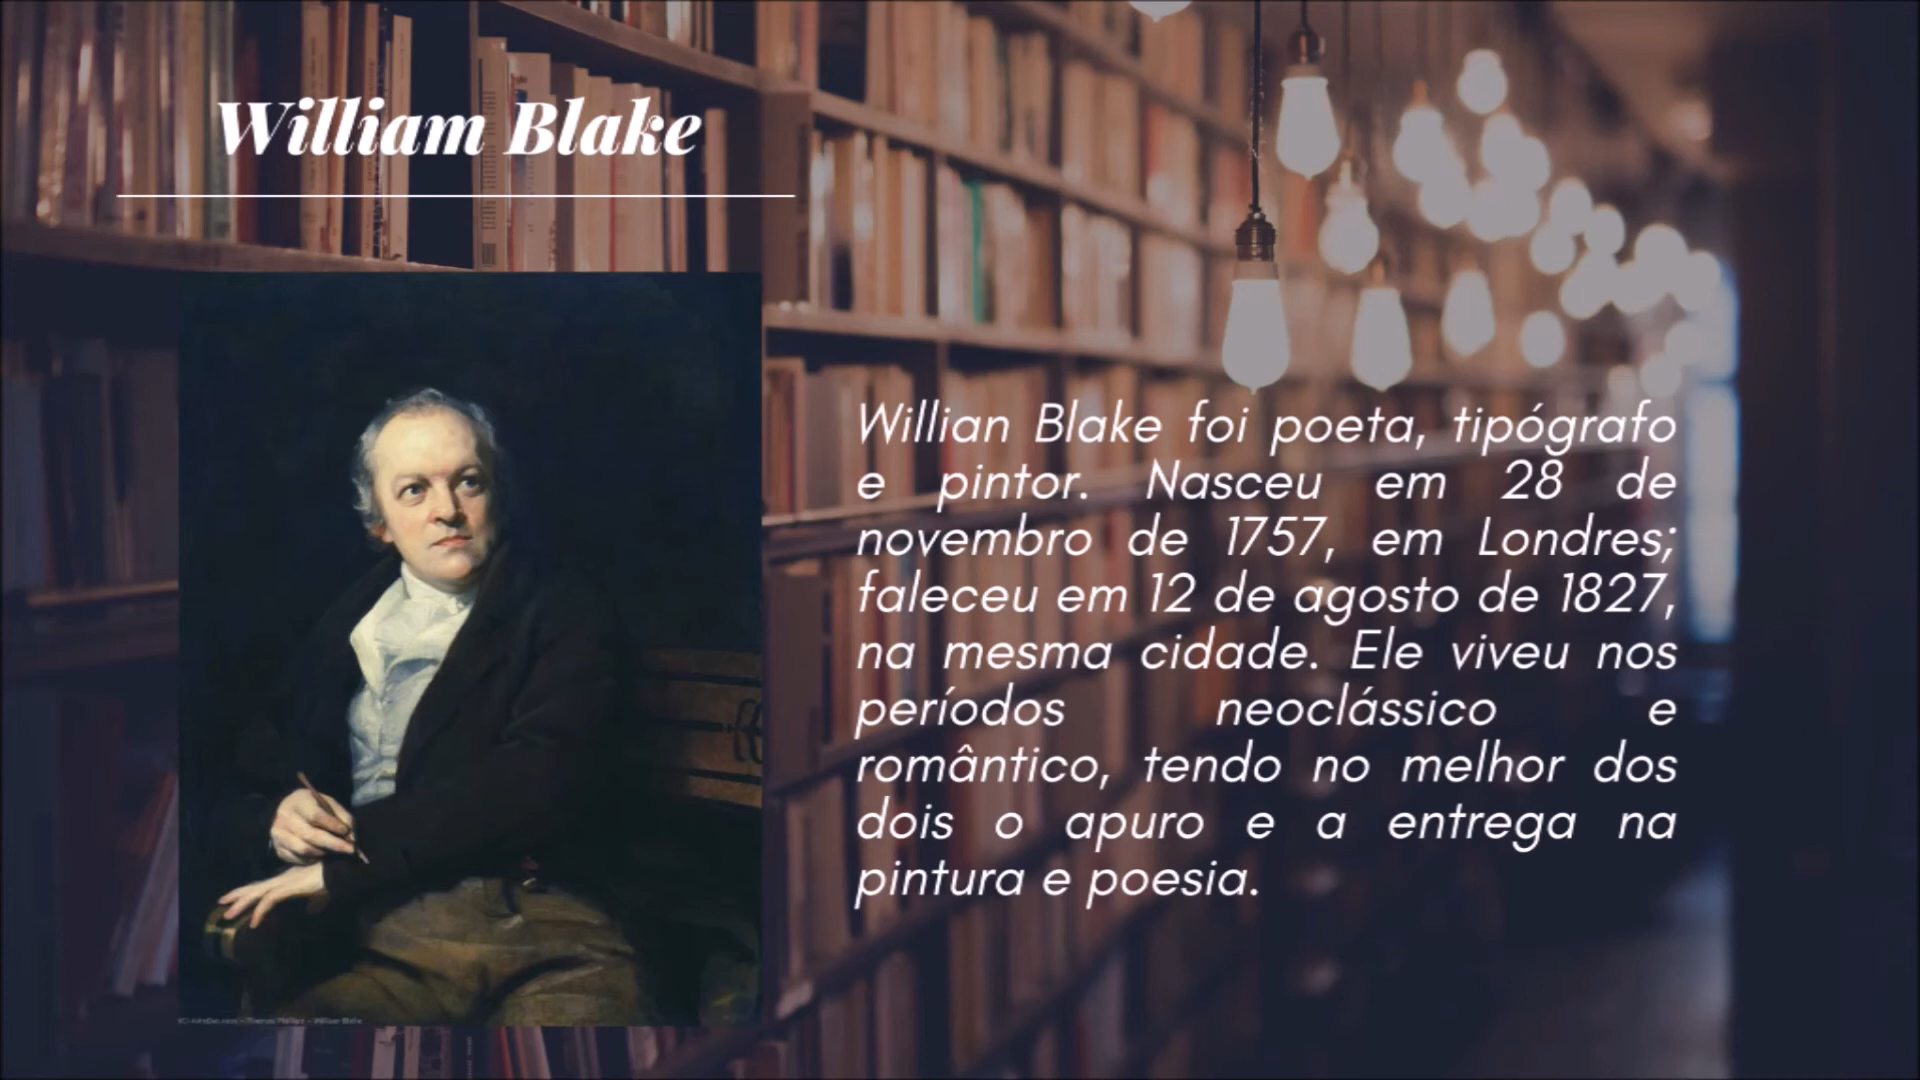 William Blake
Willian Blake foi poeta, tipógrafo
e pintor. Nasceu em 28 de
novembro de 1757, em Londres;
faleceu em 12 de agosto de 1827,
na mesma cidade. Ele viveu nos
períodos neoclássico e
romântico, tendo no melhor dos
dois o apuro e a entrega na
pintura e poesia.